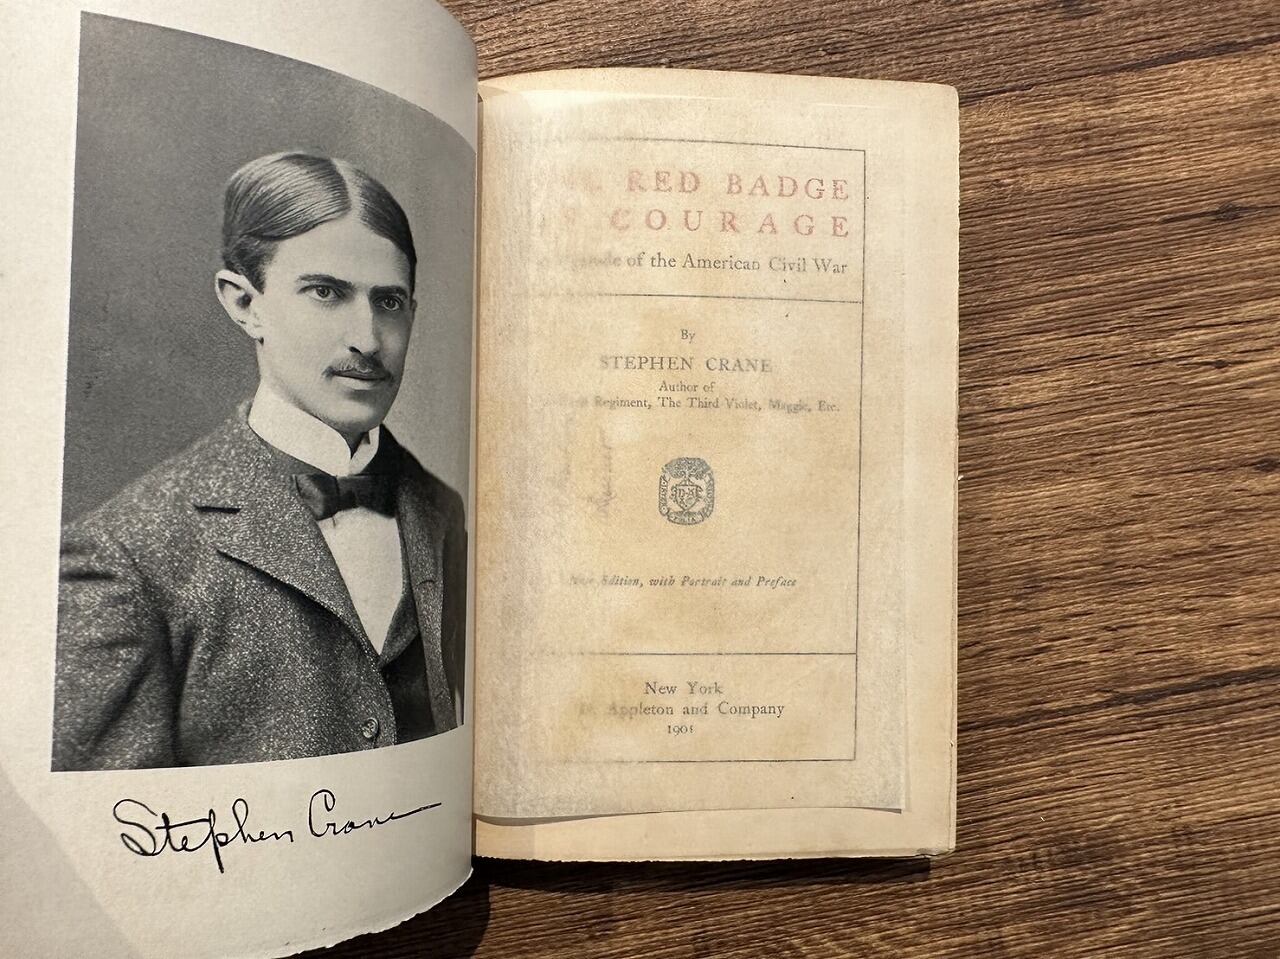 Stephen Crane
RED BADGE
COURAGE
of the American Civil War
By
STEPHEN CRANE
Author of
Regiment, The Third Violet, Maggie, Etc.
New Edition, with Portrait and Preface
New York
D. Appleton and Company